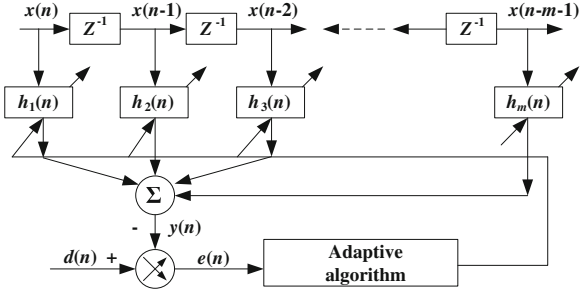 x(n) x(n-1) x(n-2) x(n-m-1)
Z-1 Z-1 Z-1
h1(n) h2(n) h3(n) hm(n)
Σ
- y(n)
d(n) + e(n)
Adaptive
algorithm